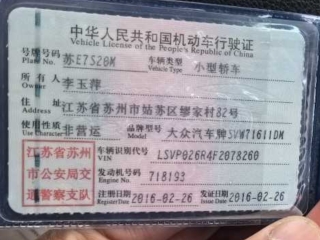 中华人民共和国机动车行驶证
Vehicle License of the People's Republic of China
号牌号码 苏E7S28M 车辆类型 小型轿车
Plate No. Vehicle Type
所有人 李玉萍
Owner
住址 江苏省苏州市姑苏区缪家村82号
Address
使用性质 非营运 品牌型号 大众汽车牌SVW71611DM
Use Character Model
江苏省苏州市公安局交通警察支队
车辆识别代号 LSVPG26R4F2078260
VIN
发动机号码 718193
Engine No.
注册日期 2016-02-26 发证日期 2016-02-26
Register Date Issue Date